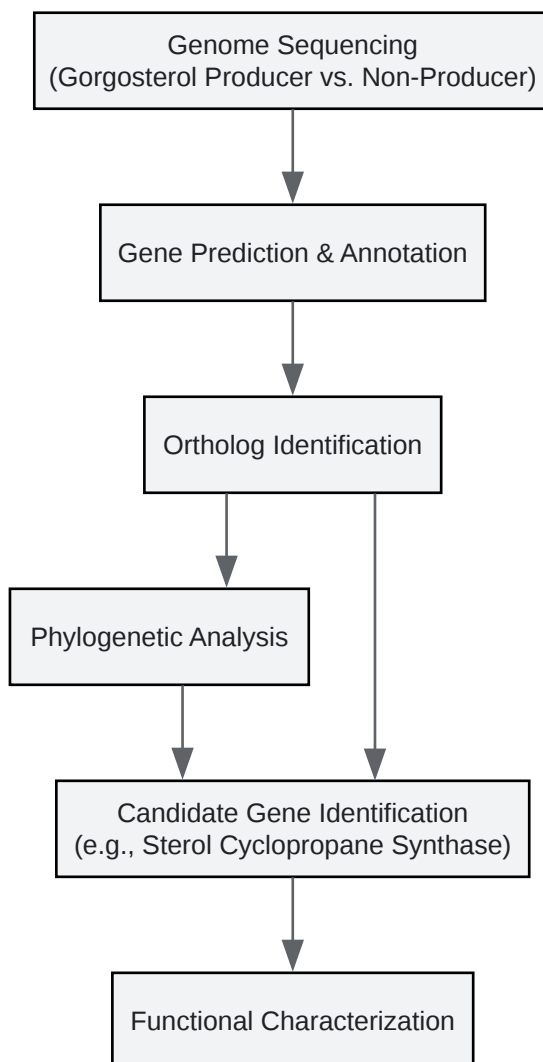 Genome Sequencing
(Gorgosterol Producer vs. Non-Producer)
Gene Prediction & Annotation
Ortholog Identification
Phylogenetic Analysis
Candidate Gene Identification
(e.g., Sterol Cyclopropane Synthase)
Functional Characterization